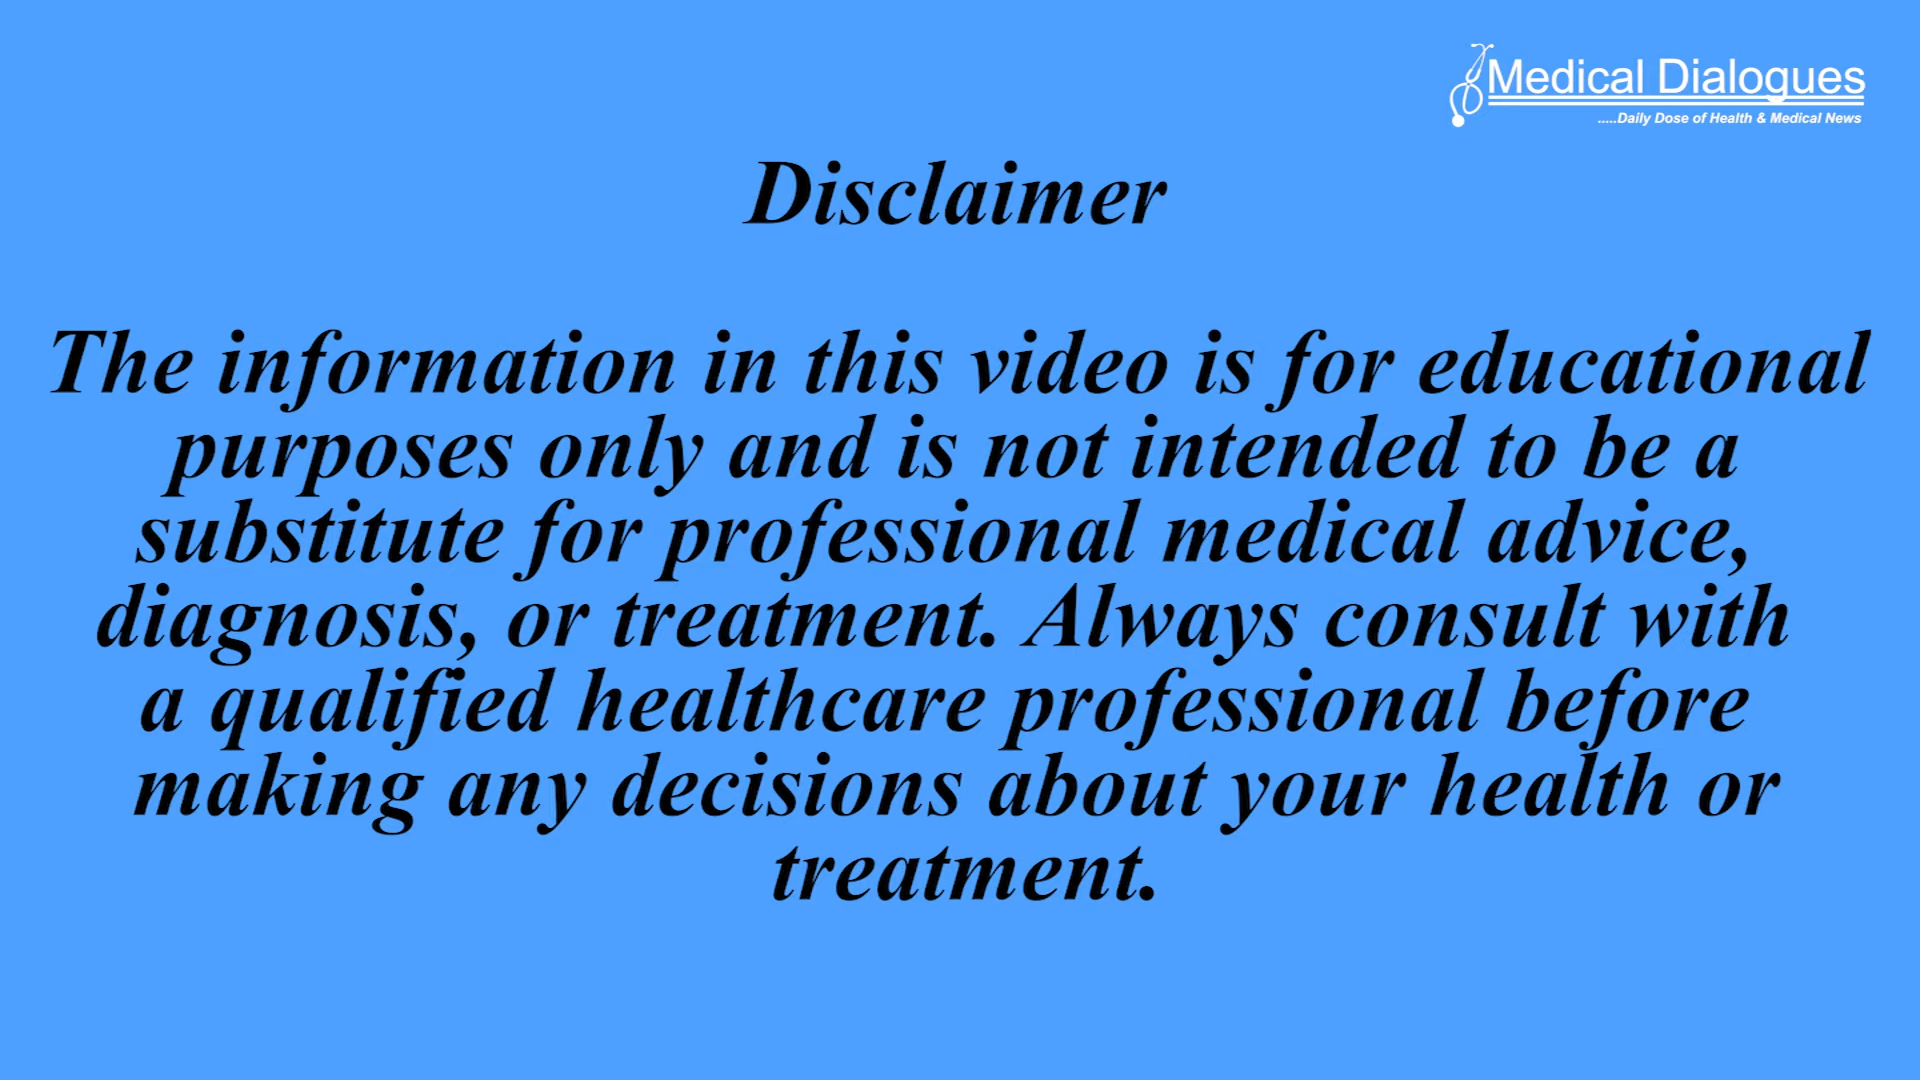 Medical Dialogues
.....Daily Dose of Health & Medical News
Disclaimer
The information in this video is for educational
purposes only and is not intended to be a
substitute for professional medical advice,
diagnosis, or treatment. Always consult with
a qualified healthcare professional before
making any decisions about your health or
treatment.